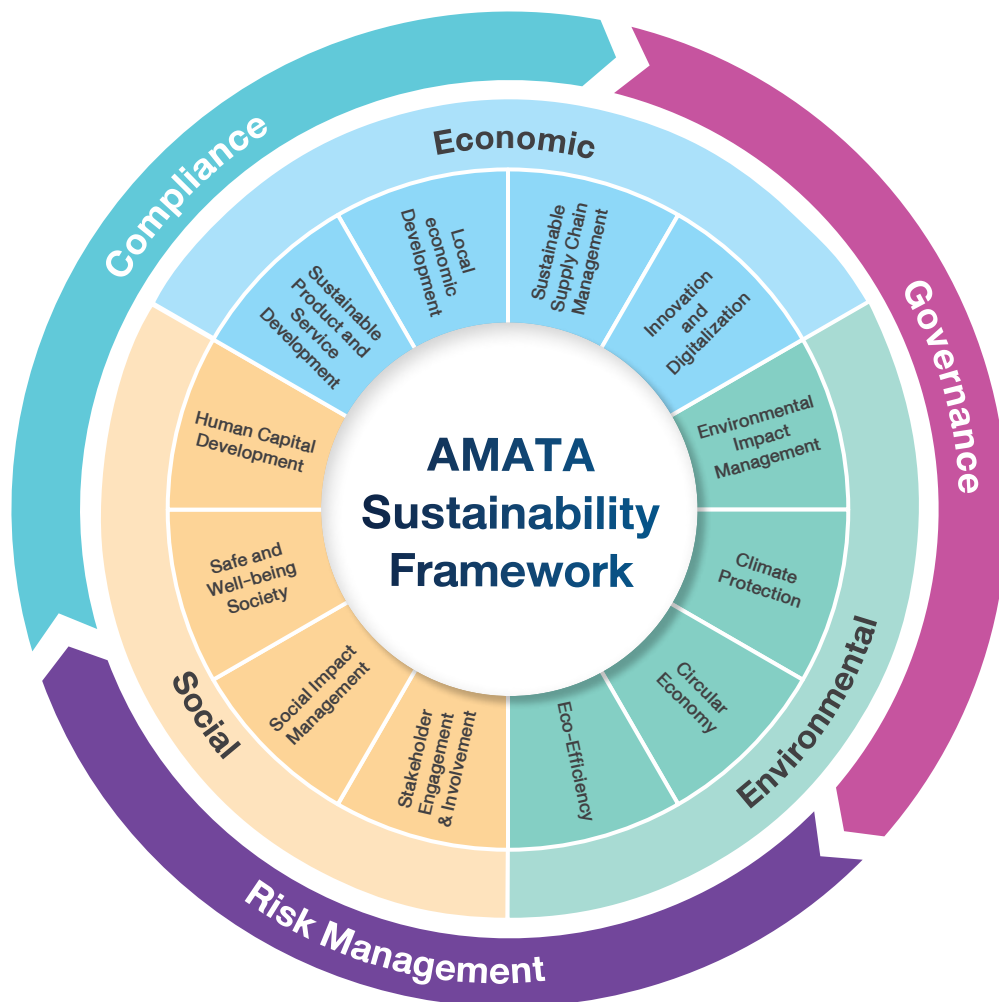 Compliance
Governance
Risk Management
Economic
Environmental
Social
AMATA
Sustainability
Framework
Sustainable
Product and
Service
Development
Local
economic
Development
Sustainable
Supply Chain
Management
Innovation
and
Digitalization
Environmental
Impact
Management
Climate
Protection
Circular
Economy
Eco-Efficiency
Stakeholder
Engagement
& Involvement
Social Impact
Management
Safe and
Well-being
Society
Human Capital
Development